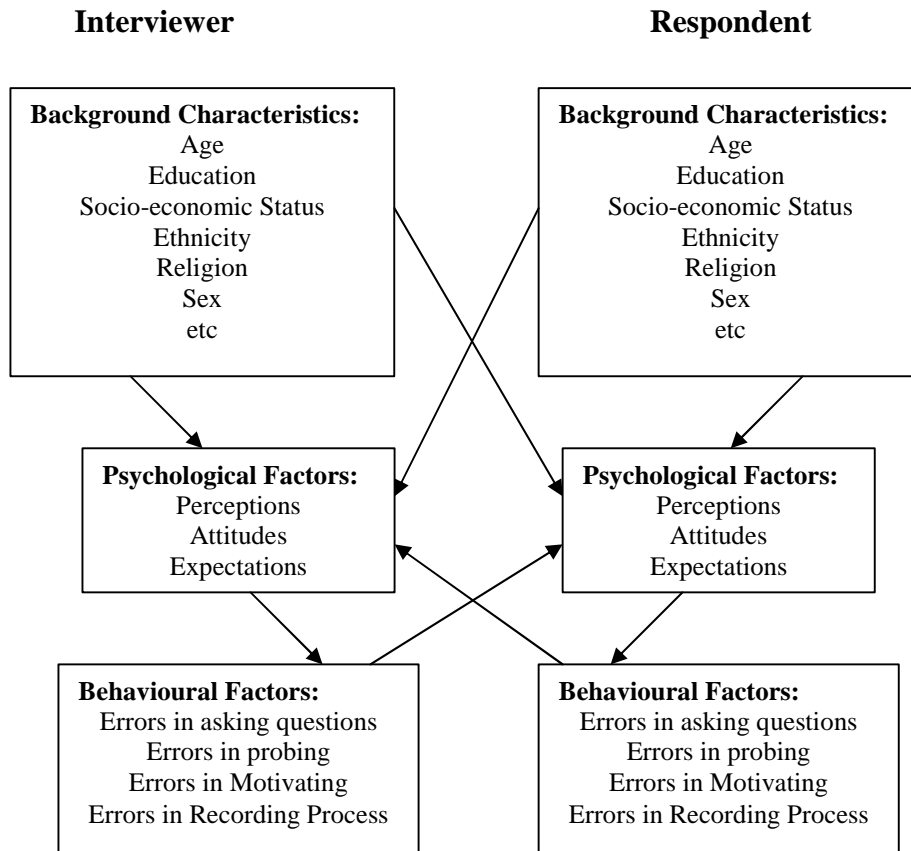 Interviewer
Respondent
Background Characteristics:
Age
Education
Socio-economic Status
Ethnicity
Religion
Sex
etc
Background Characteristics:
Age
Education
Socio-economic Status
Ethnicity
Religion
Sex
etc
Psychological Factors:
Perceptions
Attitudes
Expectations
Psychological Factors:
Perceptions
Attitudes
Expectations
Behavioural Factors:
Errors in asking questions
Errors in probing
Errors in Motivating
Errors in Recording Process
Behavioural Factors:
Errors in asking questions
Errors in probing
Errors in Motivating
Errors in Recording Process